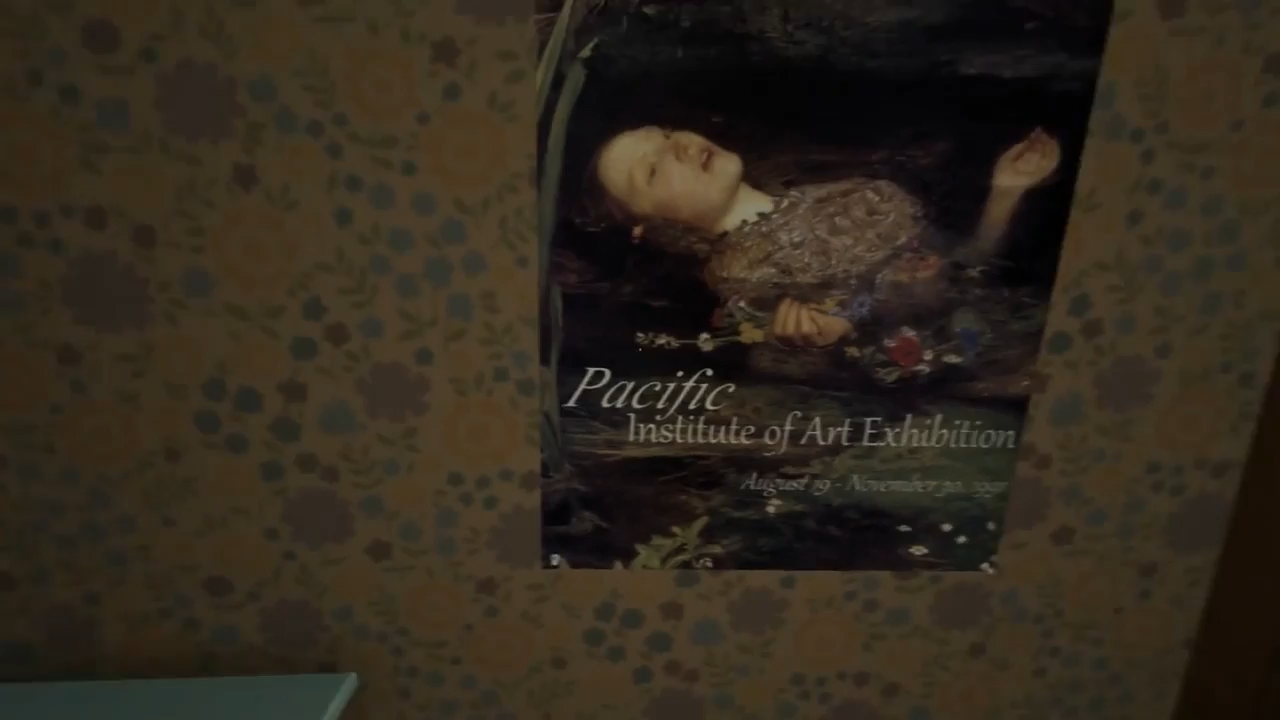 Pacific
Institute of Art Exhibition
August 19 - November 30,